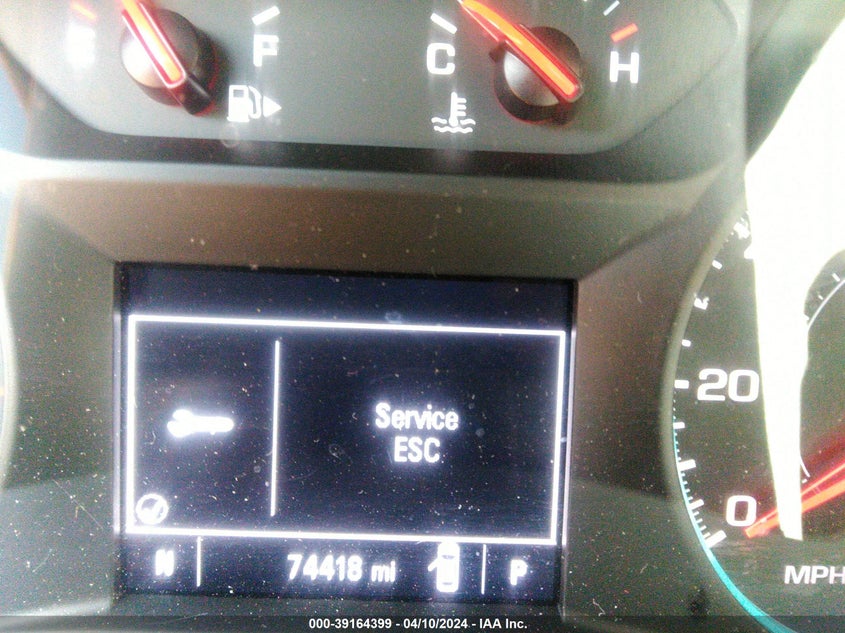 E F
C H
Service
ESC
20
0
N 74418 mi P
MPH
000-39164399 - 04/10/2024 - IAA Inc.